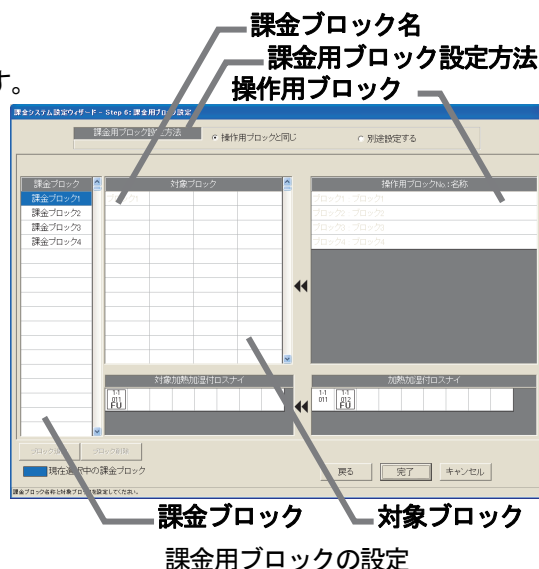 課金ブロック名
課金用ブロック設定方法
す。
操作用ブロック
課金システム設定ウィザード - Step 6: 課金用ブロック設定
課金用ブロック設定方法
操作用ブロックと同じ
別途設定する
課金ブロック
対象ブロック
操作用ブロックNo.:名称
課金ブロック1
課金ブロック2
課金ブロック3
課金ブロック4
ブロック1 ブロック1
ブロック2 ブロック2
ブロック3 ブロック3
ブロック4 ブロック4
対象加熱加湿付ロスナイ
加熱加湿付ロスナイ
1-1
011
FU
1-1
011
1-1
012
FU
ブロック削除
現在選択中の課金ブロック
戻る
完了
キャンセル
課金ブロック名称と対象ブロックを設定してください。
課金ブロック
対象ブロック
課金用ブロックの設定